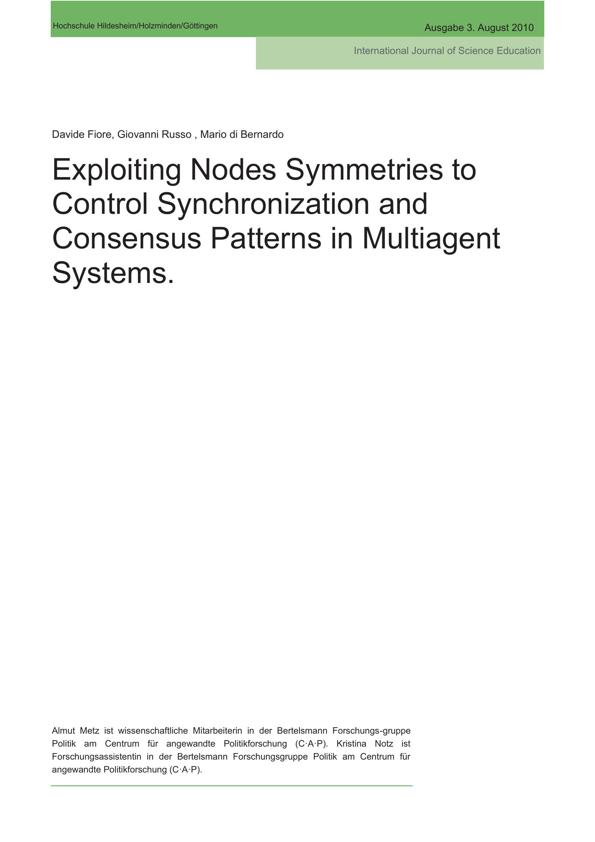 Hochschule Hildesheim/Holzminden/Göttingen
Ausgabe 3. August 2010
International Journal of Science Education
Davide Fiore, Giovanni Russo , Mario di Bernardo
Exploiting Nodes Symmetries to
Control Synchronization and
Consensus Patterns in Multiagent
Systems.
Almut Metz ist wissenschaftliche Mitarbeiterin in der Bertelsmann Forschungs-gruppe
Politik am Centrum für angewandte Politikforschung (C·A·P). Kristina Notz ist
Forschungsassistentin in der Bertelsmann Forschungsgruppe Politik am Centrum für
angewandte Politikforschung (C·A·P).